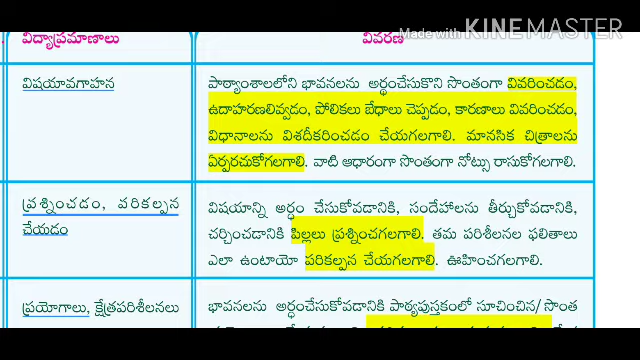 Made with KINEMASTER
విద్యాప్రమాణాలు వివరణ
విషయావగాహన
పాఠ్యాంశాలలోని భావనలను అర్థంచేసుకొని సొంతంగా వివరించడం,
ఉదాహరణలివ్వడం, పోలికలు బేధాలు చెప్పడం, కారణాలు వివరించడం,
విధానాలను విశదీకరించడం చేయగలగాలి. మానసిక చిత్రాలను
ఏర్పరచుకోగలగాలి. వాటి ఆధారంగా సొంతంగా నోట్సు రాసుకోగలగాలి.
ప్రశ్నించడం, పరికల్పన
చేయడం
విషయాన్ని అర్ధం చేసుకోవడానికి, సందేహాలను తీర్చుకోవడానికి,
చర్చించడానికి పిల్లలు ప్రశ్నించగలగాలి. తమ పరిశీలనల ఫలితాలు
ఎలా ఉంటాయో పరికల్పన చేయగలగాలి. ఊహించగలగాలి.
ప్రయోగాలు, క్షేత్రపరిశీలనలు
భావనలను అర్థంచేసుకోవడానికి పాఠ్యపుస్తకంలో సూచించిన/ సొంత